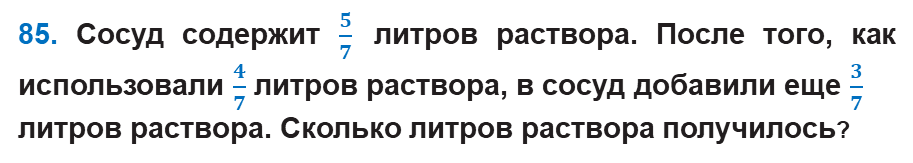 85. Сосуд содержит 5/7 литров раствора. После того, как
использовали 4/7 литров раствора, в сосуд добавили еще 3/7
литров раствора. Сколько литров раствора получилось?